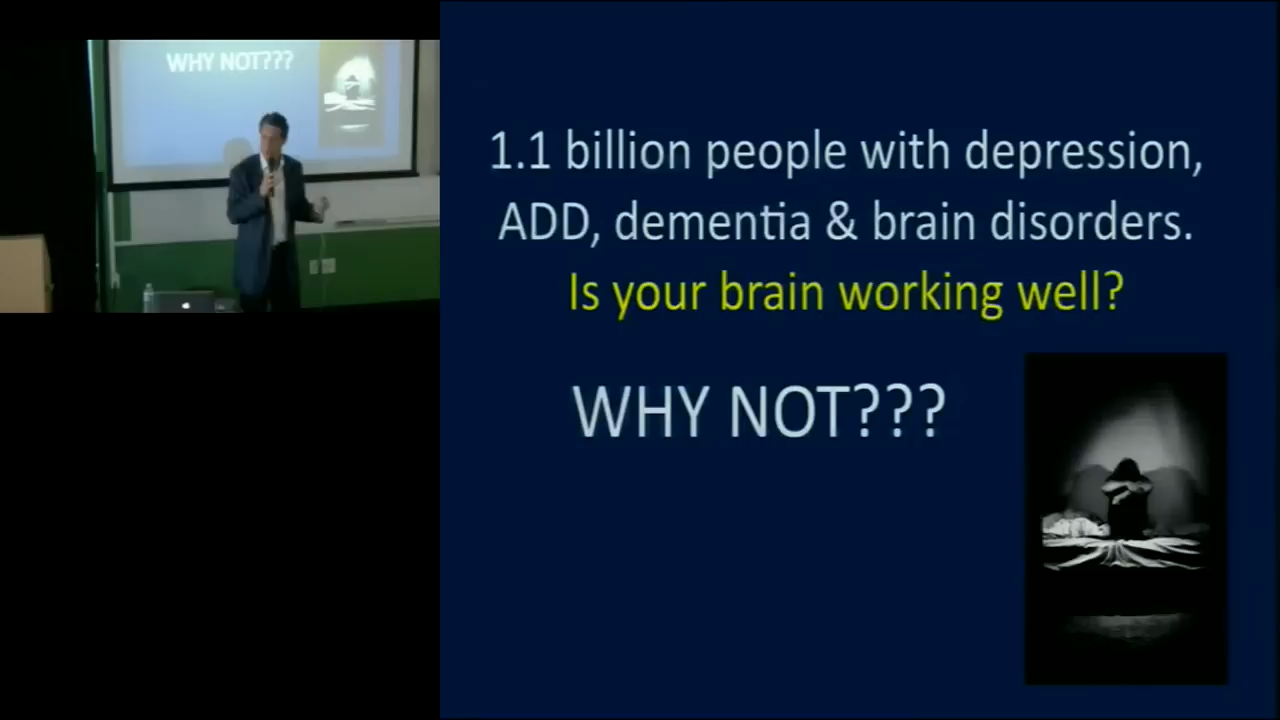 WHY NOT???
1.1 billion people with depression,
ADD, dementia & brain disorders.
Is your brain working well?
WHY NOT???